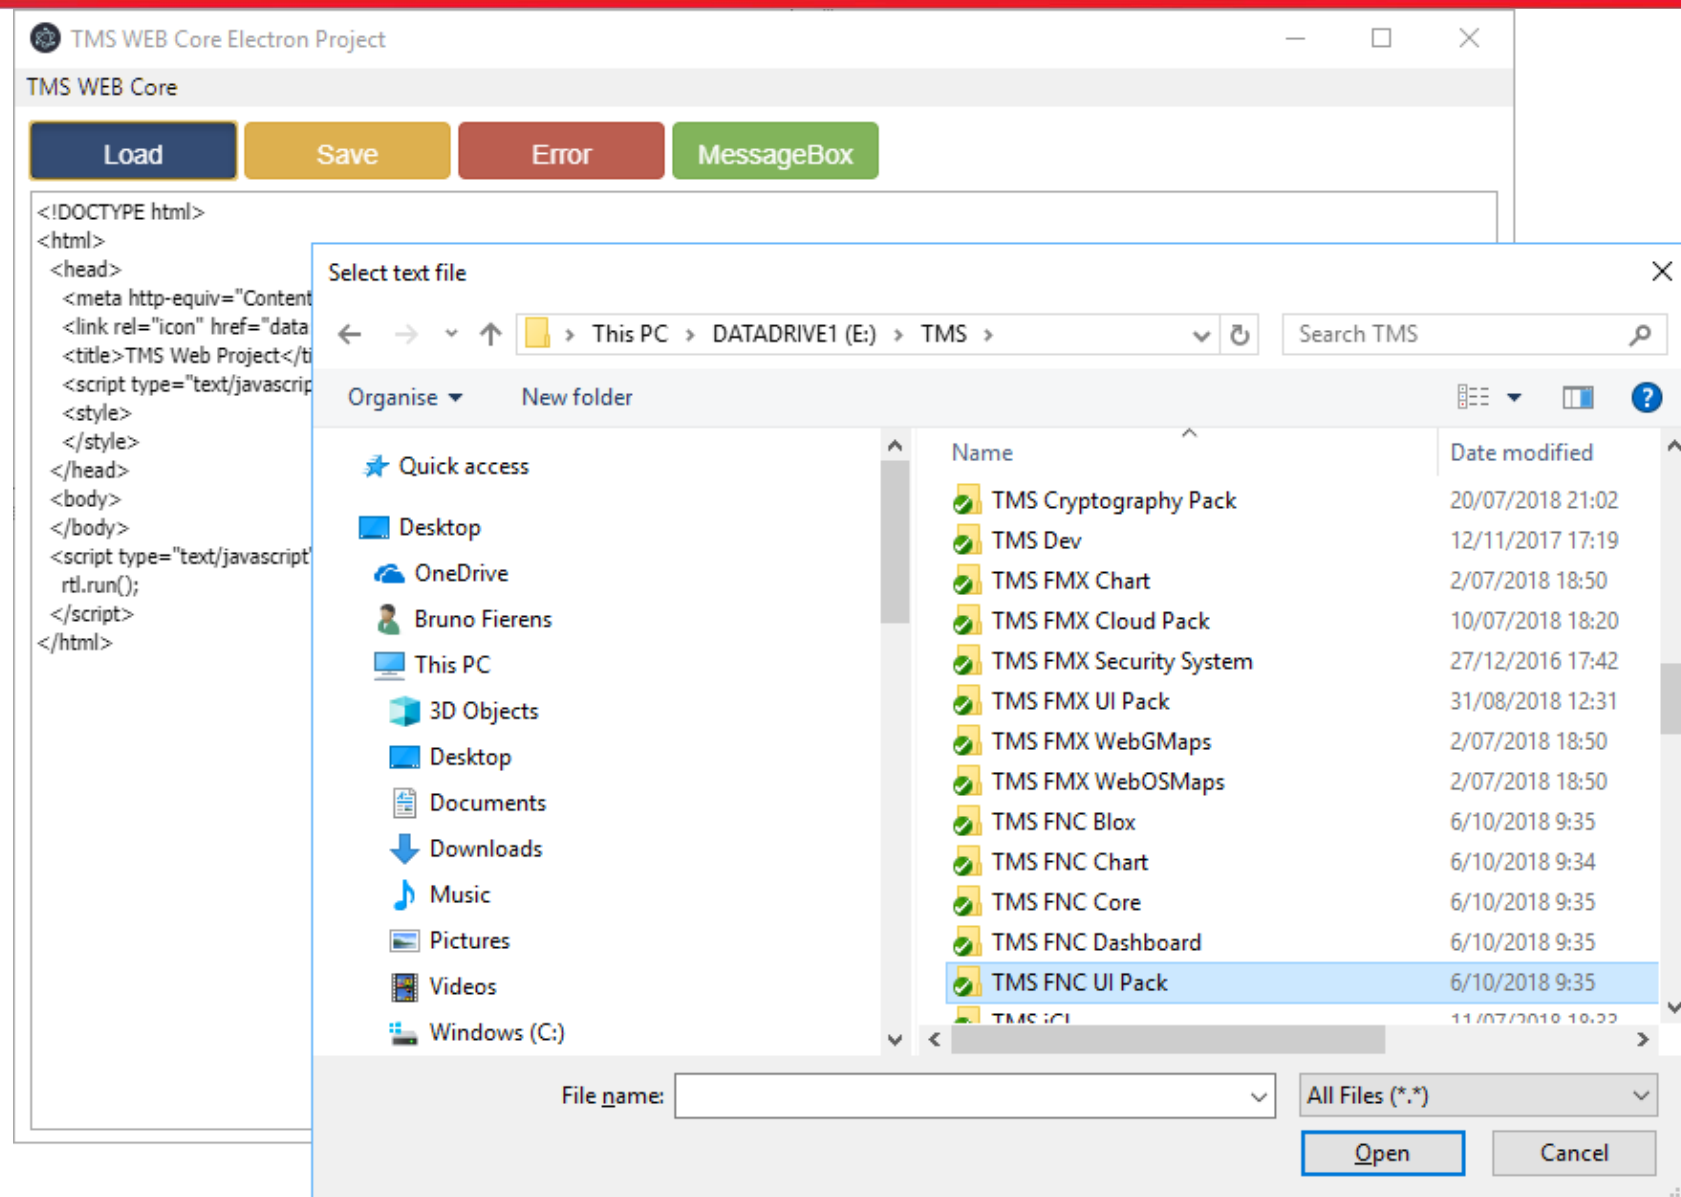 TMS WEB Core Electron Project
TMS WEB Core
Load Save Error MessageBox
<!DOCTYPE html>
<html>
<head>
<meta http-equiv="Content
<link rel="icon" href="data
<title>TMS Web Project</ti
<script type="text/javascrip
<style>
</style>
</head>
<body>
</body>
<script type="text/javascript"
rtl.run();
</script>
</html>
Select text file
This PC > DATADRIVE1 (E:) > TMS >
Search TMS
Organise
New folder
Quick access
Desktop
OneDrive
Bruno Fierens
This PC
3D Objects
Desktop
Documents
Downloads
Music
Pictures
Videos
Windows (C:)
Name Date modified
TMS Cryptography Pack 20/07/2018 21:02
TMS Dev 12/11/2017 17:19
TMS FMX Chart 2/07/2018 18:50
TMS FMX Cloud Pack 10/07/2018 18:20
TMS FMX Security System 27/12/2016 17:42
TMS FMX UI Pack 31/08/2018 12:31
TMS FMX WebGMaps 2/07/2018 18:50
TMS FMX WebOSMaps 2/07/2018 18:50
TMS FNC Blox 6/10/2018 9:35
TMS FNC Chart 6/10/2018 9:34
TMS FNC Core 6/10/2018 9:35
TMS FNC Dashboard 6/10/2018 9:35
TMS FNC UI Pack 6/10/2018 9:35
TMS iCL 11/07/2018 18:33
File name:
All Files (*.*)
Open Cancel